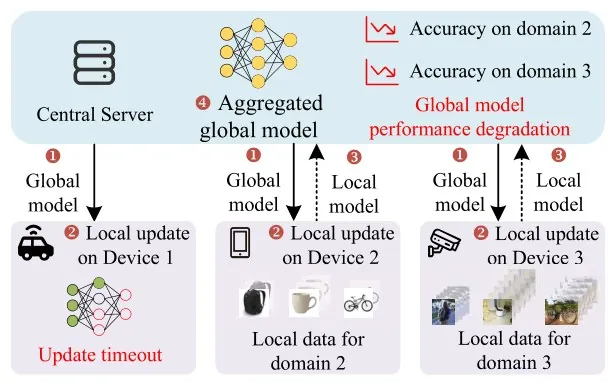 Accuracy on domain 2
Accuracy on domain 3
Central Server
4 Aggregated
global model
Global model
performance degradation
1
Global
model
1
Global
model
3
Local
model
1
Global
model
3
Local
model
2 Local update
on Device 1
Update timeout
2 Local update
on Device 2
Local data for
domain 2
2 Local update
on Device 3
Local data for
domain 3